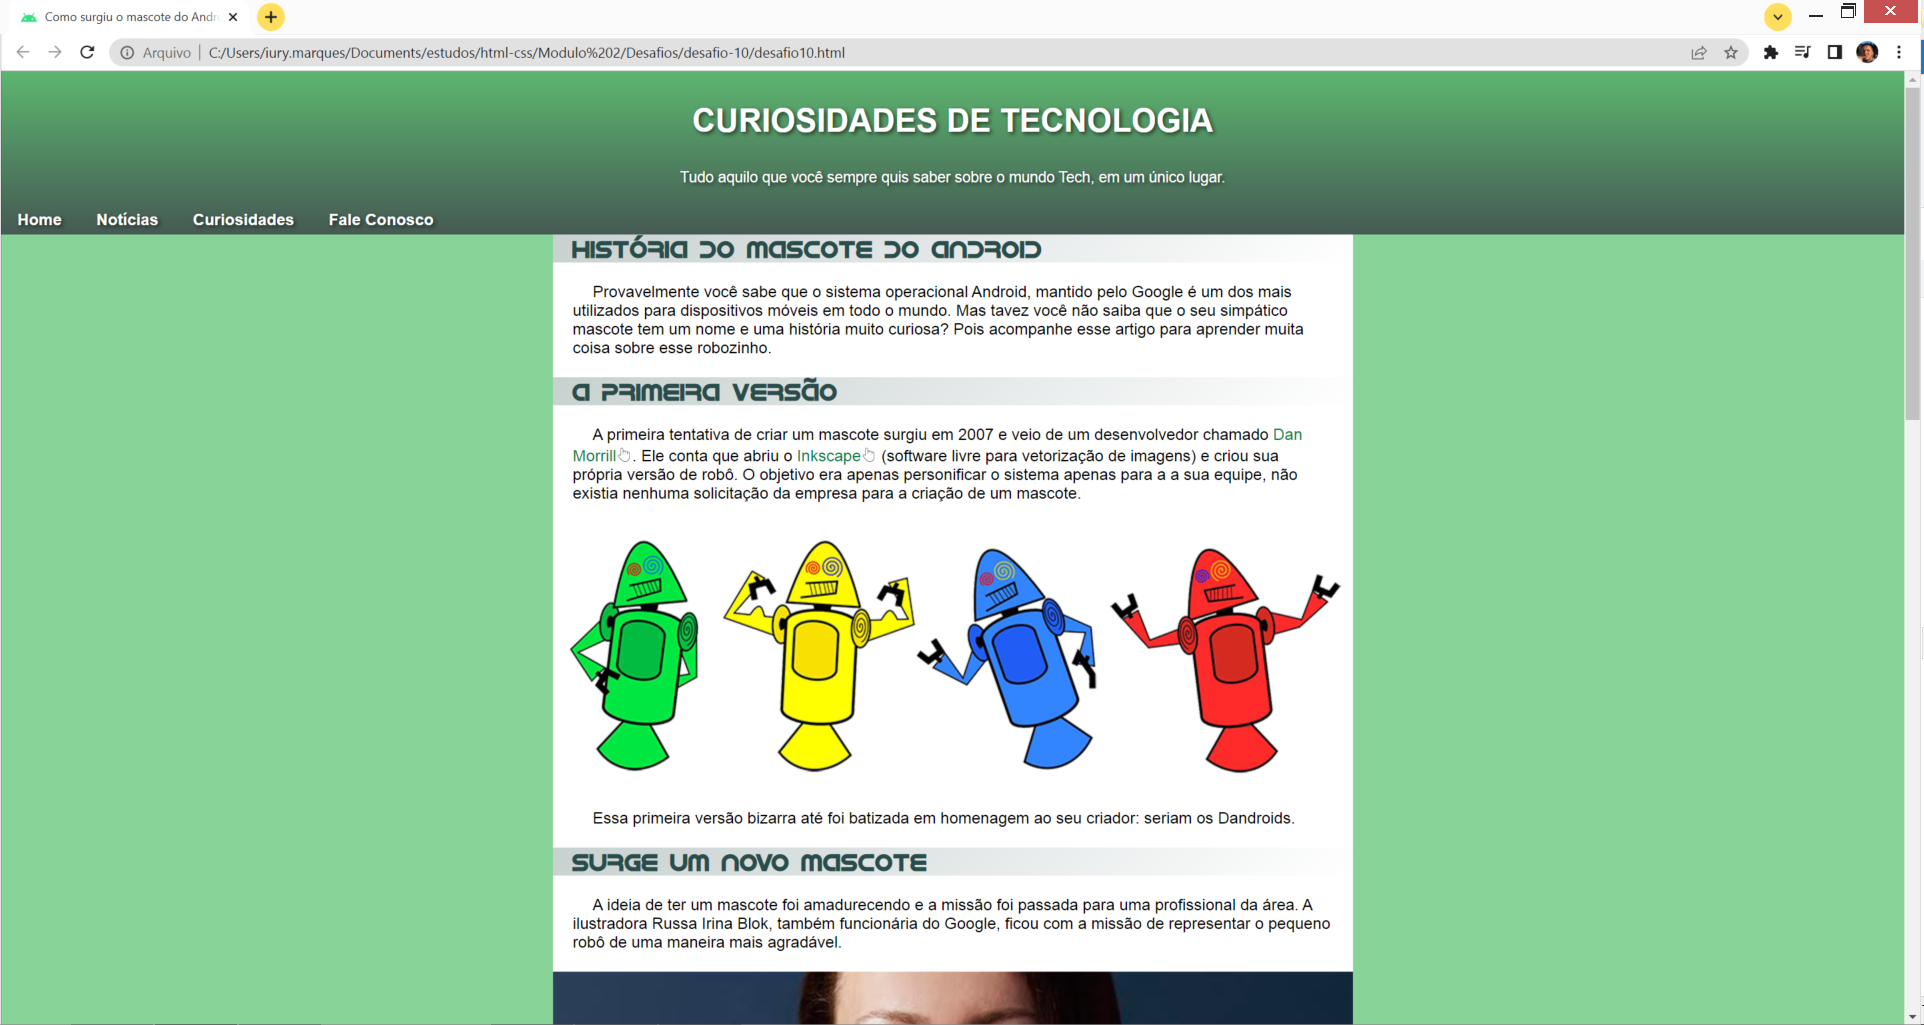 Como surgiu o mascote do Andr
Arquivo | C:/Users/iury.marques/Documents/estudos/html-css/Modulo%202/Desafios/desafio-10/desafio10.html
CURIOSIDADES DE TECNOLOGIA
Tudo aquilo que você sempre quis saber sobre o mundo Tech, em um único lugar.
Home Notícias Curiosidades Fale Conosco
HISTÓRIA DO MASCOTE DO ANDROID
Provavelmente você sabe que o sistema operacional Android, mantido pelo Google é um dos mais
utilizados para dispositivos móveis em todo o mundo. Mas tavez você não saiba que o seu simpático
mascote tem um nome e uma história muito curiosa? Pois acompanhe esse artigo para aprender muita
coisa sobre esse robozinho.
A PRIMEIRA VERSÃO
A primeira tentativa de criar um mascote surgiu em 2007 e veio de um desenvolvedor chamado Dan
Morrill. Ele conta que abriu o Inkscape (software livre para vetorização de imagens) e criou sua
própria versão de robô. O objetivo era apenas personificar o sistema apenas para a a sua equipe, não
existia nenhuma solicitação da empresa para a criação de um mascote.
Essa primeira versão bizarra até foi batizada em homenagem ao seu criador: seriam os Dandroids.
SURGE UM NOVO MASCOTE
A ideia de ter um mascote foi amadurecendo e a missão foi passada para uma profissional da área. A
ilustradora Russa Irina Blok, também funcionária do Google, ficou com a missão de representar o pequeno
robô de uma maneira mais agradável.